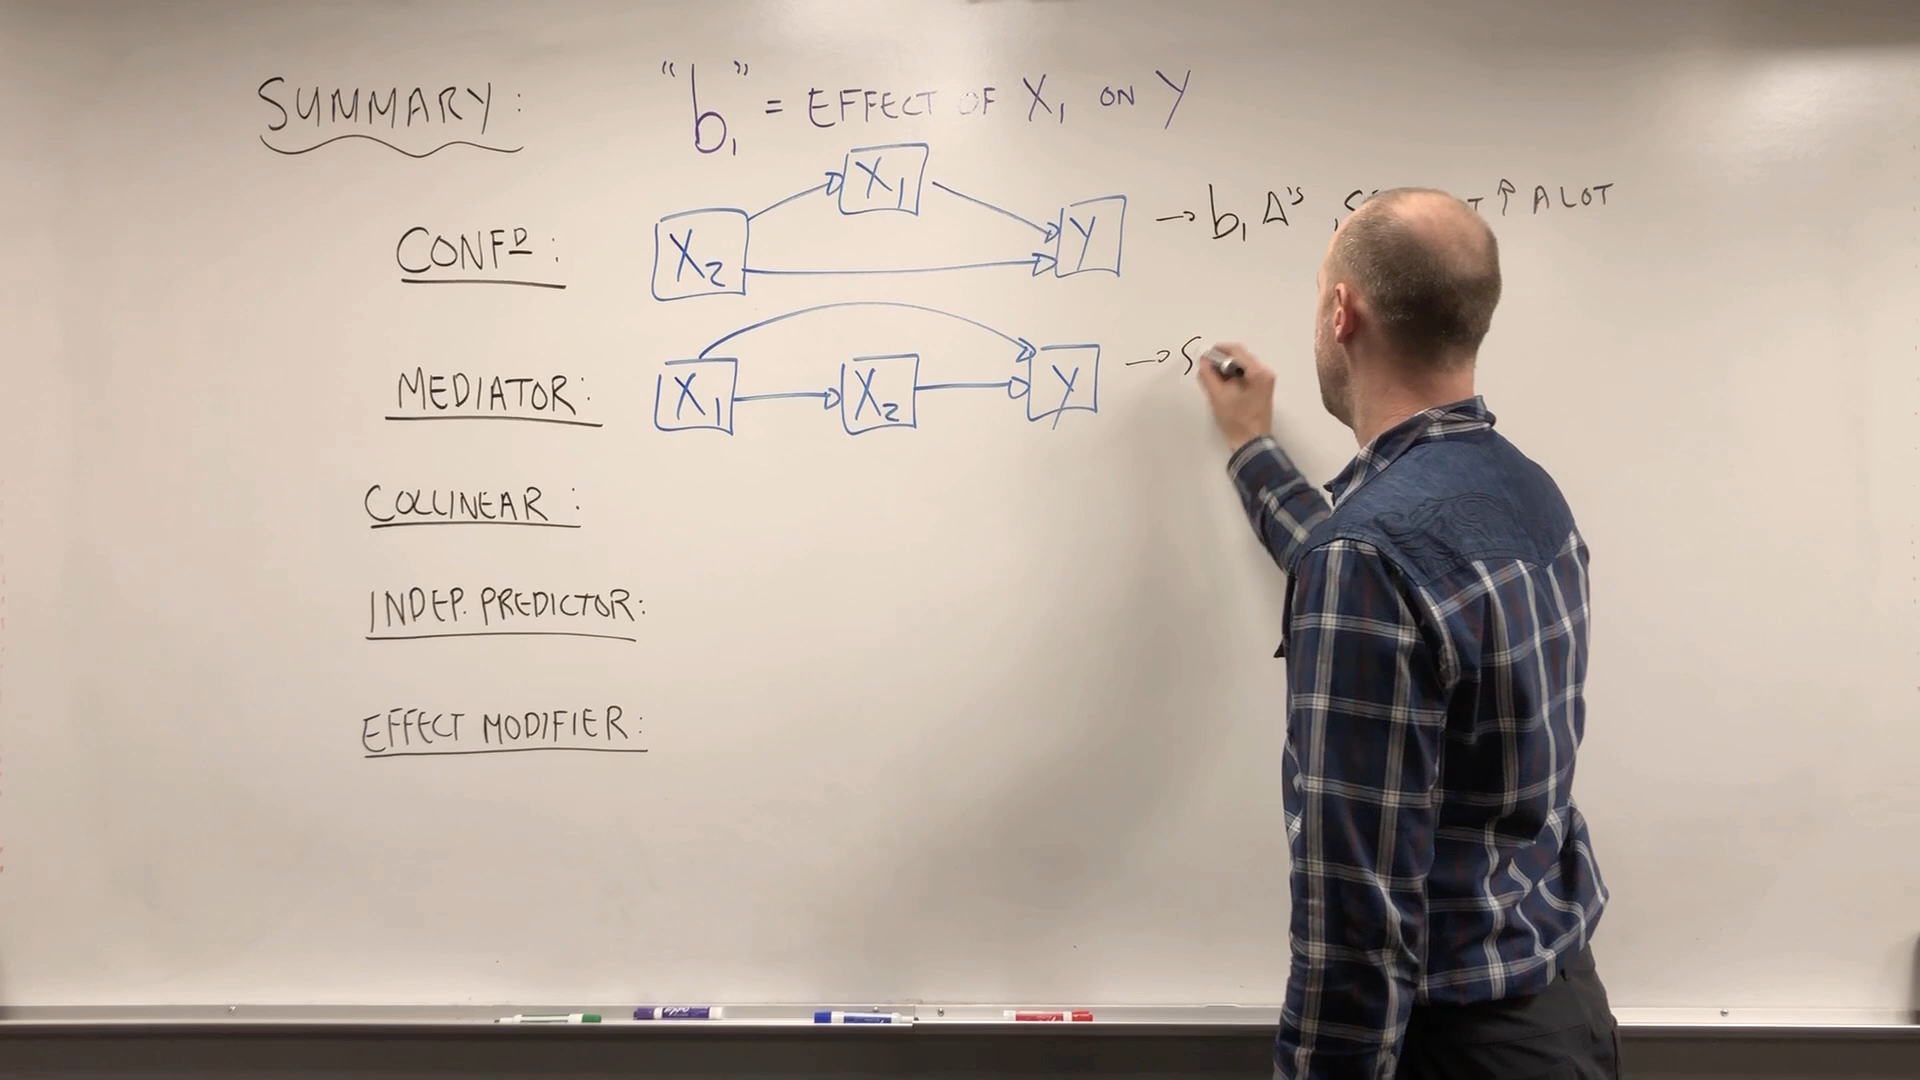 SUMMARY: "b₁" = EFFECT OF X₁ ON Y
CONFᴰ: X₂ X₁ Y → b₁ Δ'S, ↑ A LOT
MEDIATOR: X₁ → X₂ → Y → S
COLLINEAR:
INDEP. PREDICTOR:
EFFECT MODIFIER: